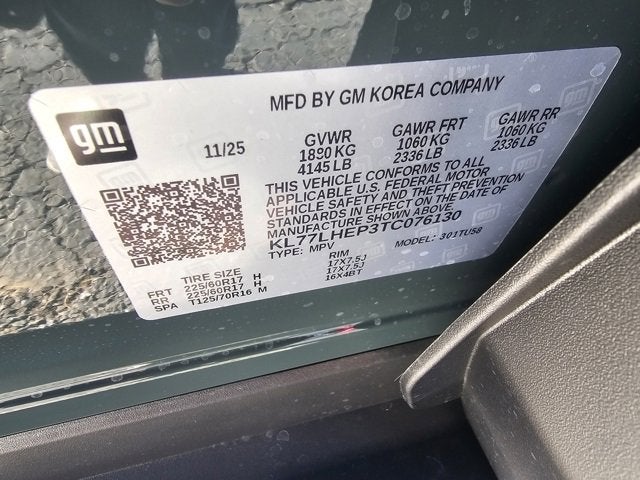 gm
MFD BY GM KOREA COMPANY
11/25
GVWR
1880 KG
4145 LB
GAWR FRT
1060 KG
2336 LB
GAWR RR
1060 KG
2336 LB
THIS VEHICLE CONFORMS TO ALL
APPLICABLE U.S. FEDERAL MOTOR
VEHICLE SAFETY AND THEFT PREVENTION
STANDARDS IN EFFECT ON THE DATE OF
MANUFACTURE SHOWN ABOVE.
KL77LHEP3TC076130
TYPE: MPV
MODEL: 301TU58
TIRE SIZE
RIM
FRT 225/60R17 H 17X7.5J
RR 225/60R17 H 17X7.5J
SPA T125/70R16 M 16X4BT